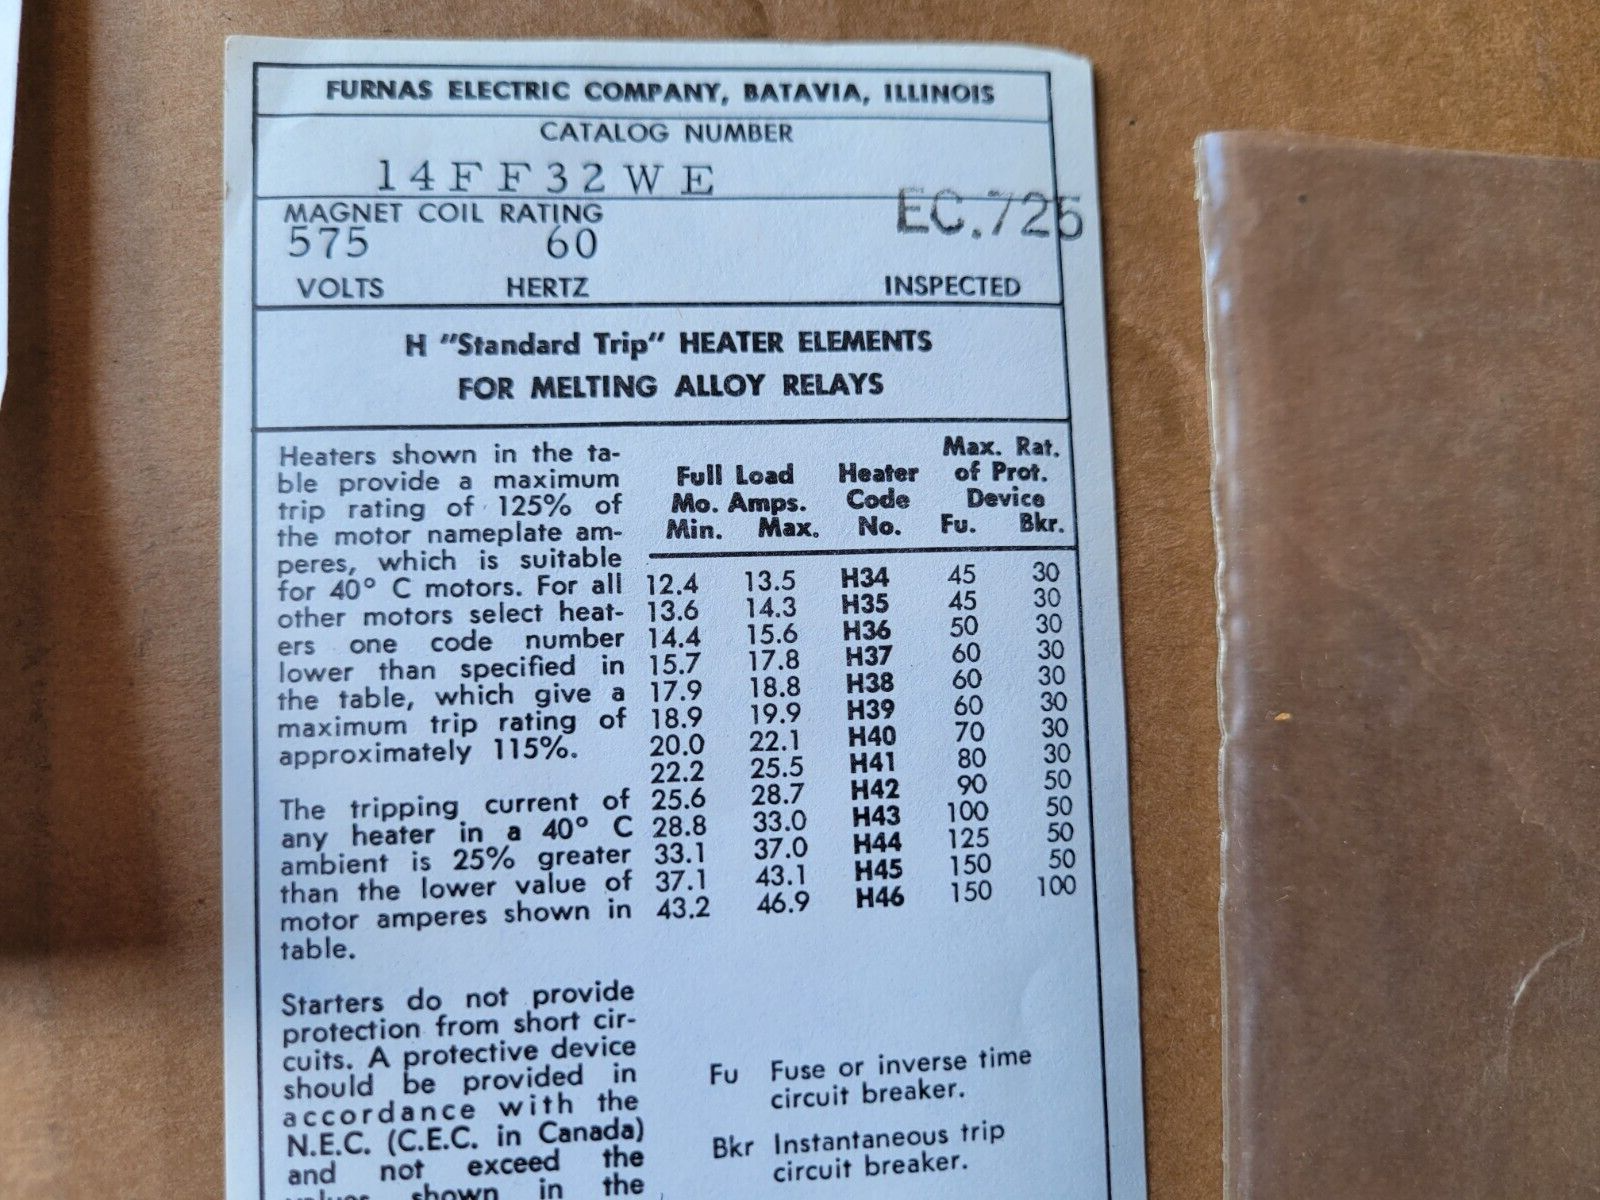 FURNAS ELECTRIC COMPANY, BATAVIA, ILLINOIS
CATALOG NUMBER
14FF32WE
MAGNET COIL RATING
EC.725
575 60
VOLTS HERTZ INSPECTED
H "Standard Trip" HEATER ELEMENTS
FOR MELTING ALLOY RELAYS
Heaters shown in the ta-
ble provide a maximum
trip rating of 125% of
the motor nameplate am-
peres, which is suitable
for 40° C motors. For all
other motors select heat-
ers one code number
lower than specified in
the table, which give a
maximum trip rating of
approximately 115%.
The tripping current of
any heater in a 40° C
ambient is 25% greater
than the lower value of
motor amperes shown in
table.
Starters do not provide
protection from short cir-
cuits. A protective device
should be provided in
accordance with the
N.E.C. (C.E.C. in Canada)
and not exceed the
values shown in the
Max. Rat.
Full Load Heater of Prot.
Mo. Amps. Code Device
Min. Max. No. Fu. Bkr.
12.4 13.5 H34 45 30
13.6 14.3 H35 45 30
14.4 15.6 H36 50 30
15.7 17.8 H37 60 30
17.9 18.8 H38 60 30
18.9 19.9 H39 60 30
20.0 22.1 H40 70 30
22.2 25.5 H41 80 30
25.6 28.7 H42 90 50
28.8 33.0 H43 100 50
33.1 37.0 H44 125 50
37.1 43.1 H45 150 50
43.2 46.9 H46 150 100
Fu Fuse or inverse time
circuit breaker.
Bkr Instantaneous trip
circuit breaker.